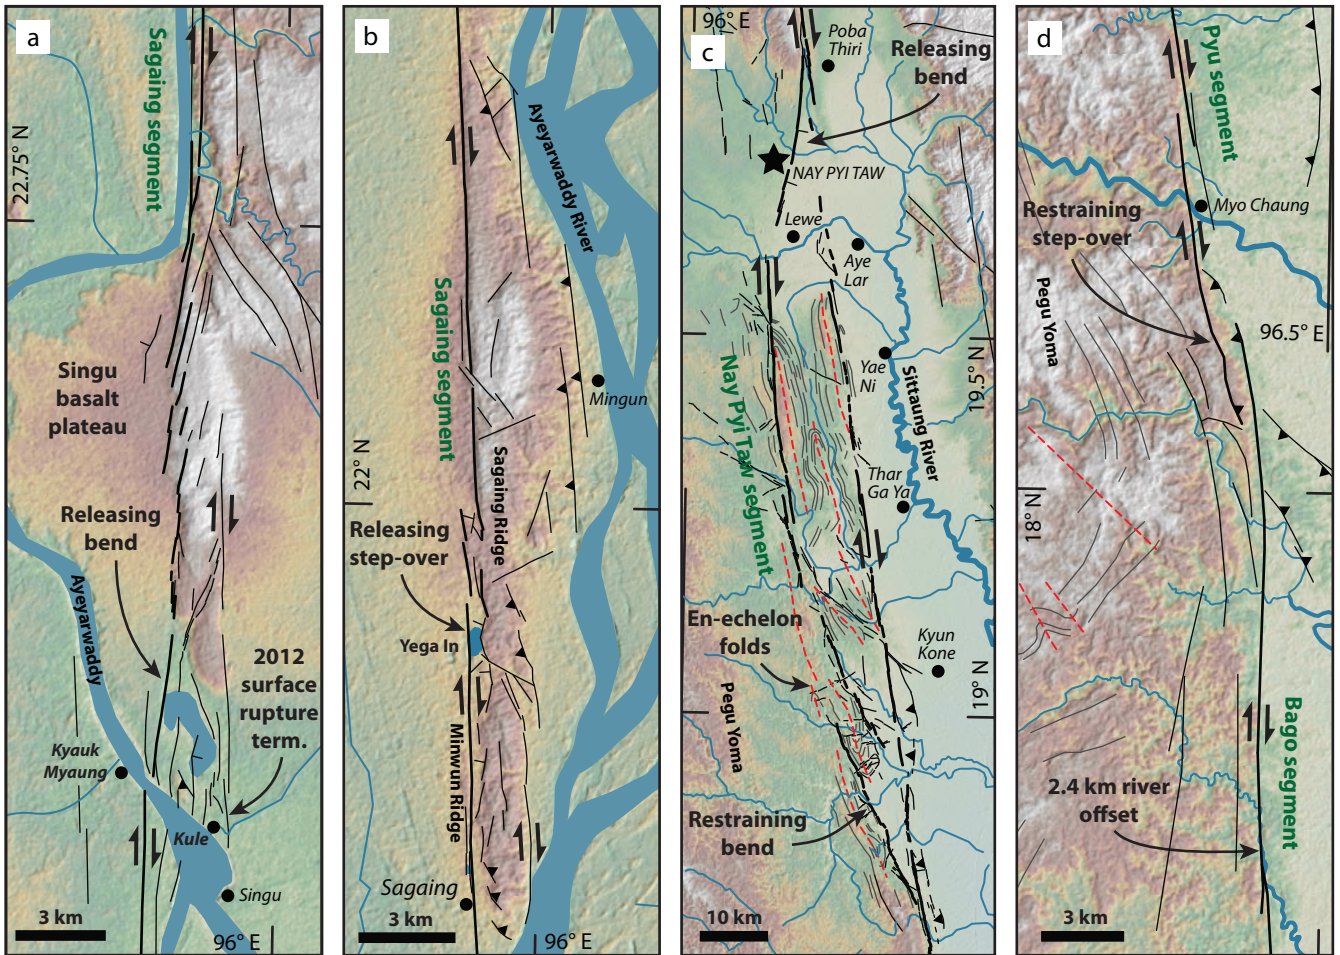 a
Sagaing segment
22.75° N
Singu
basalt
plateau
Releasing
bend
Ayeyarwaddy
2012
surface
rupture
term.
Kyauk
Myaung
Kule
Singu
3 km
96° E
b
Ayeyarwaddy River
Sagaing segment
Mingun
22° N
Sagaing Ridge
Releasing
step-over
Yega In
Minwun Ridge
Sagaing
3 km
96° E
c
96° E
Poba
Thiri
Releasing
bend
NAY PYI TAW
Lewe
Aye
Lar
Yae
Ni
19.5° N
Sittaung River
Nay Pyi Taw segment
Thar
Ga Ya
En-echelon
folds
Kyun
Kone
19° N
Pegu Yoma
Restraining
bend
10 km
d
Pyu segment
Myo Chaung
Restraining
step-over
Pegu Yoma
96.5° E
18° N
Bago segment
2.4 km river
offset
3 km